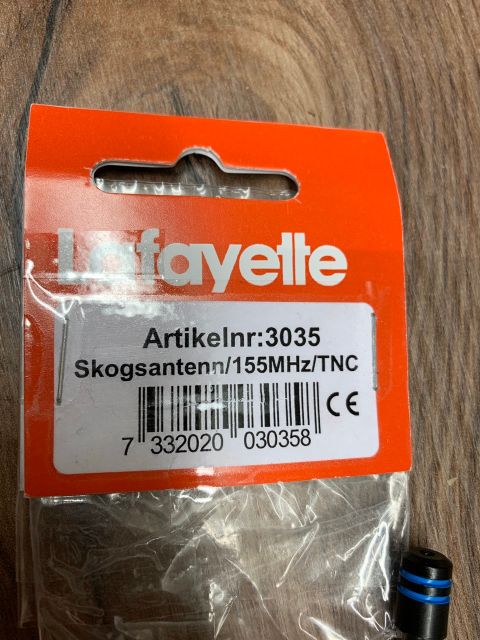 Lafayette
Artikelnr:3035
Skogsantenn/155MHz/TNC
CE
7 332020 030358